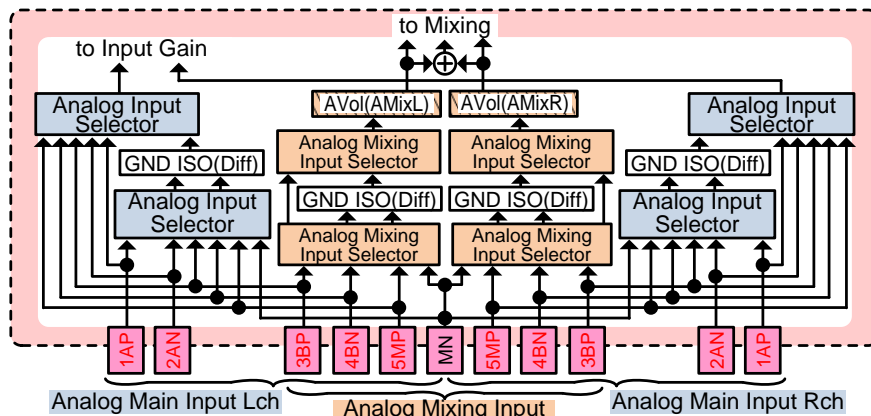 to Mixing
to Input Gain
AVol(AMixL)
AVol(AMixR)
Analog Input
Selector
Analog Input
Selector
Analog Mixing
Input Selector
Analog Mixing
Input Selector
GND ISO(Diff)
GND ISO(Diff)
GND ISO(Diff)
GND ISO(Diff)
Analog Input
Selector
Analog Mixing
Input Selector
Analog Mixing
Input Selector
Analog Input
Selector
1AP
2AN
3BP
4BN
5MP
MN
5MP
4BN
3BP
2AN
1AP
Analog Main Input Lch
Analog Mixing Input
Analog Main Input Rch